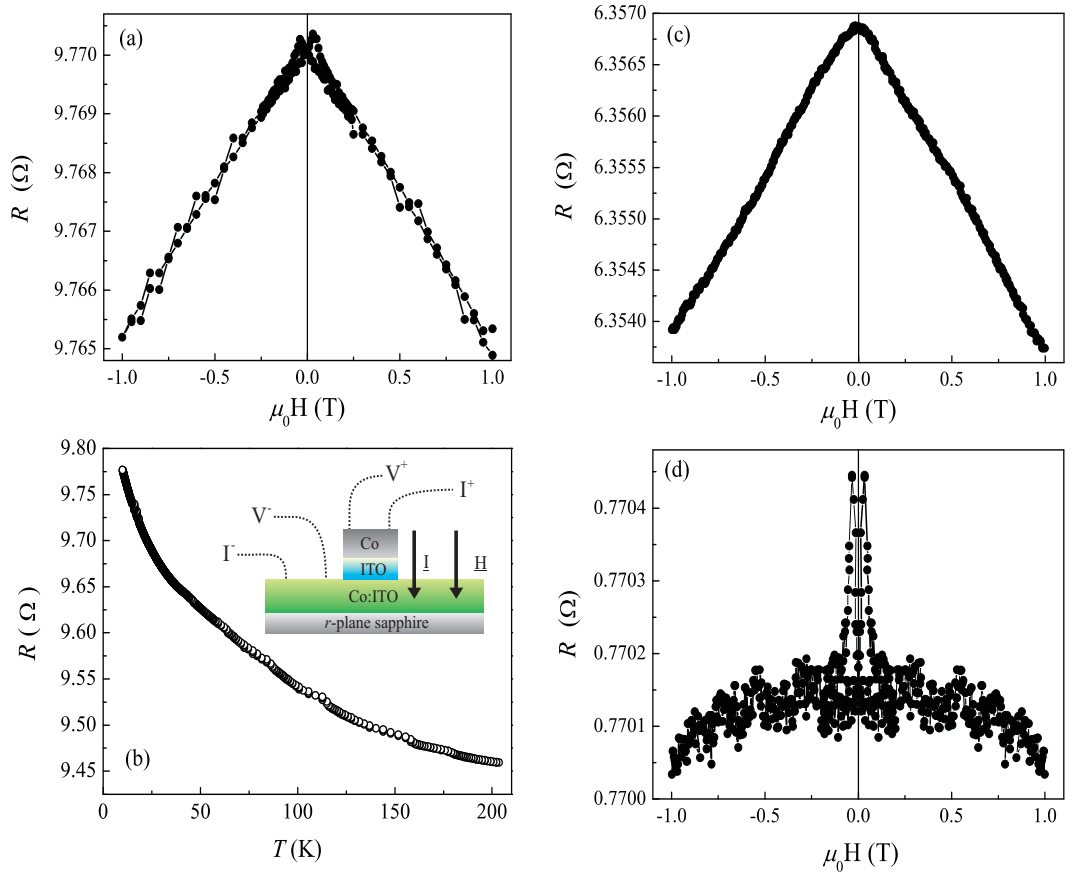 (a)
9.770
9.769
9.768
9.767
9.766
9.765
R (Ω)
-1.0 -0.5 0.0 0.5 1.0
μ₀H (T)
(c)
6.3570
6.3565
6.3560
6.3555
6.3550
6.3545
6.3540
R (Ω)
-1.0 -0.5 0.0 0.5 1.0
μ₀H (T)
(b)
9.80
9.75
9.70
9.65
9.60
9.55
9.50
9.45
R ( Ω )
0 50 100 150 200
T (K)
V⁺
I⁺
V⁻
I⁻
Co
ITO
Co:ITO
r-plane sapphire
I
H
(d)
0.7704
0.7703
0.7702
0.7701
0.7700
R (Ω)
-1.0 -0.5 0.0 0.5 1.0
μ₀H (T)